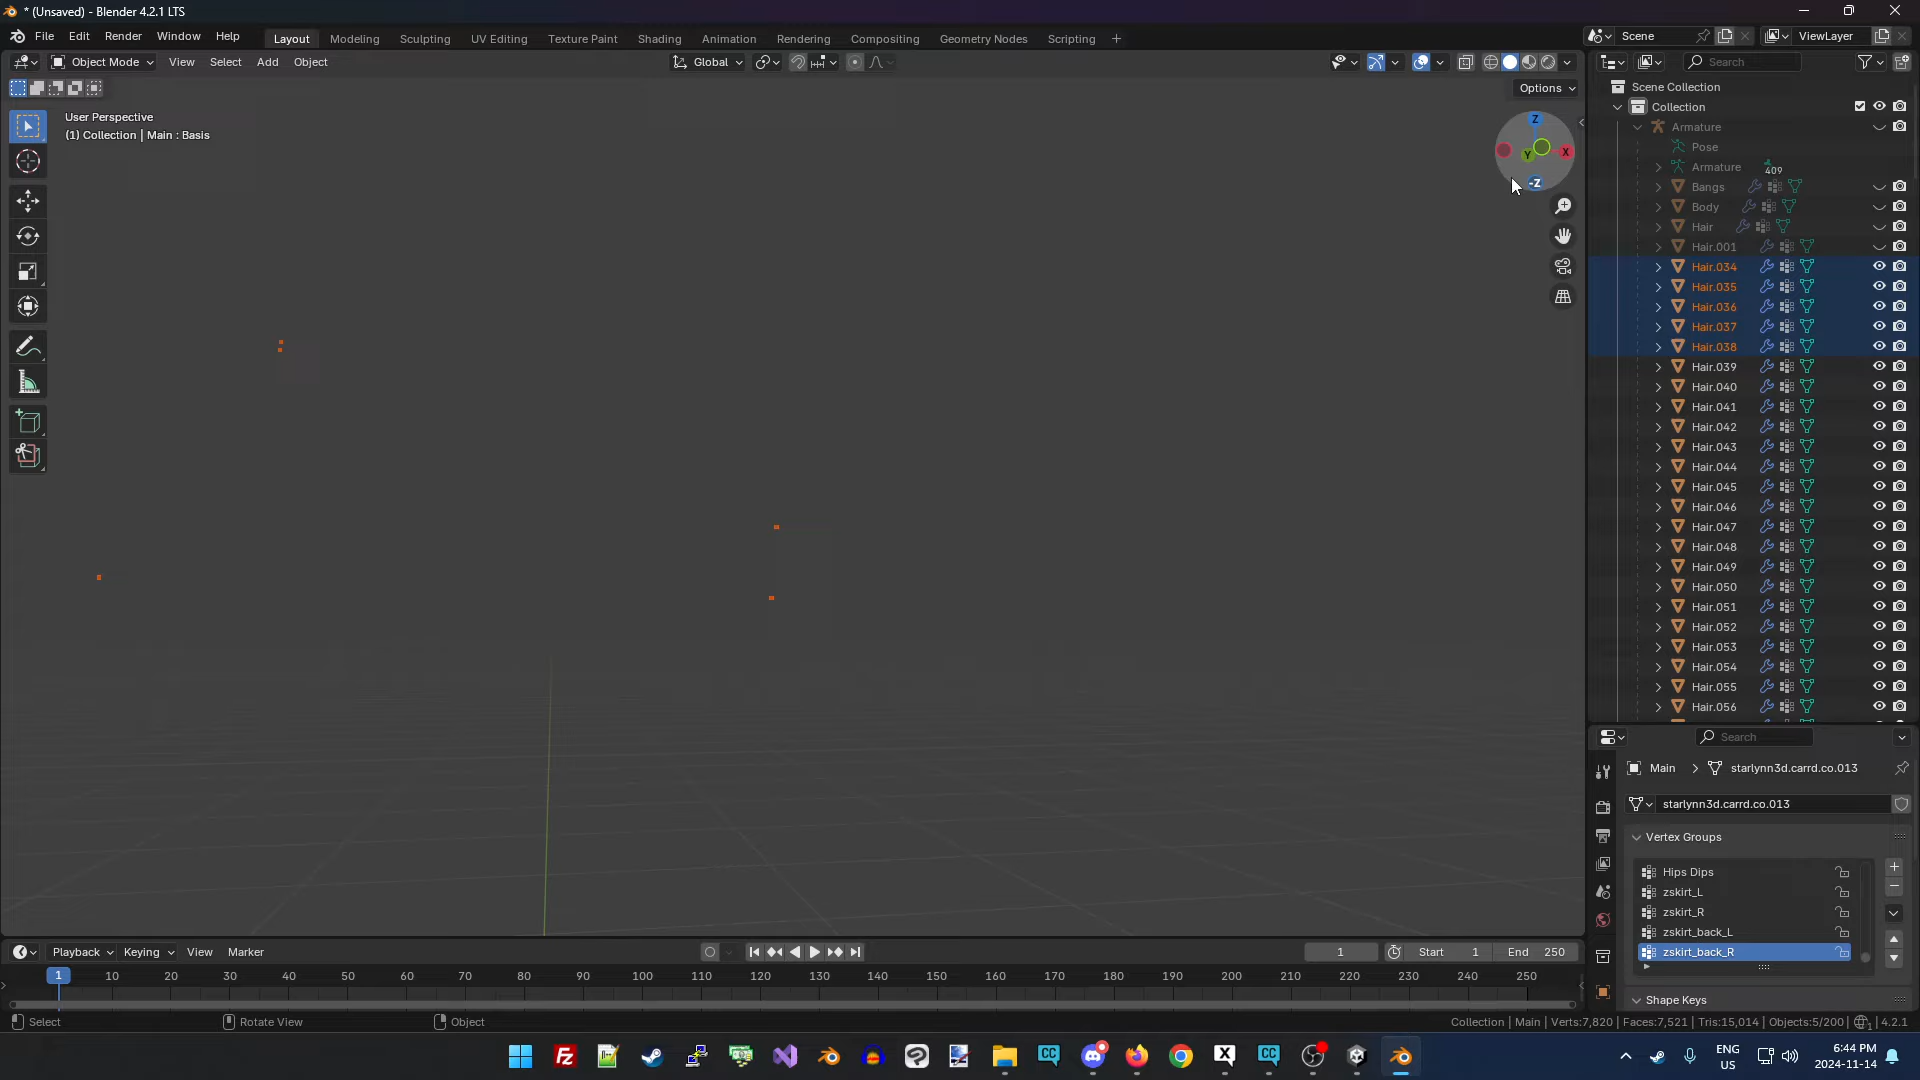 * (Unsaved) - Blender 4.2.1 LTS
File Edit Render Window Help Layout Modeling Sculpting UV Editing Texture Paint Shading Animation Rendering Compositing Geometry Nodes Scripting + Scene ViewLayer
Object Mode View Select Add Object Global Search
Options
User Perspective
(1) Collection | Main : Basis
Z
Y
X
-Z
Scene Collection
Collection
Armature
Pose
Armature 409
Bangs
Body
Hair
Hair.001
Hair.034
Hair.035
Hair.036
Hair.037
Hair.038
Hair.039
Hair.040
Hair.041
Hair.042
Hair.043
Hair.044
Hair.045
Hair.046
Hair.047
Hair.048
Hair.049
Hair.050
Hair.051
Hair.052
Hair.053
Hair.054
Hair.055
Hair.056
Search
Main > starlynn3d.carrd.co.013
starlynn3d.carrd.co.013
Vertex Groups
Hips Dips
zskirt_L
zskirt_R
zskirt_back_L
zskirt_back_R
Shape Keys
Playback Keying View Marker 1 Start 1 End 250
1 10 20 30 40 50 60 70 80 90 100 110 120 130 140 150 160 170 180 190 200 210 220 230 240 250
Select Rotate View Object Collection | Main | Verts:7,820 | Faces:7,521 | Tris:15,014 | Objects:5/200 | 4.2.1
ENG
US
6:44 PM
2024-11-14